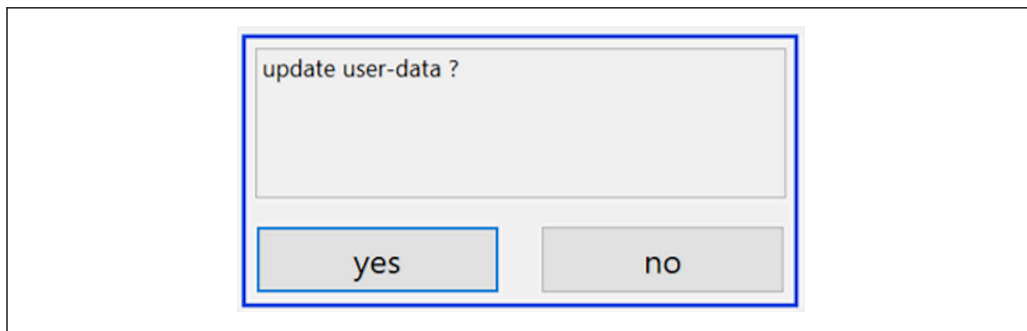 update user-data ?
yes
no